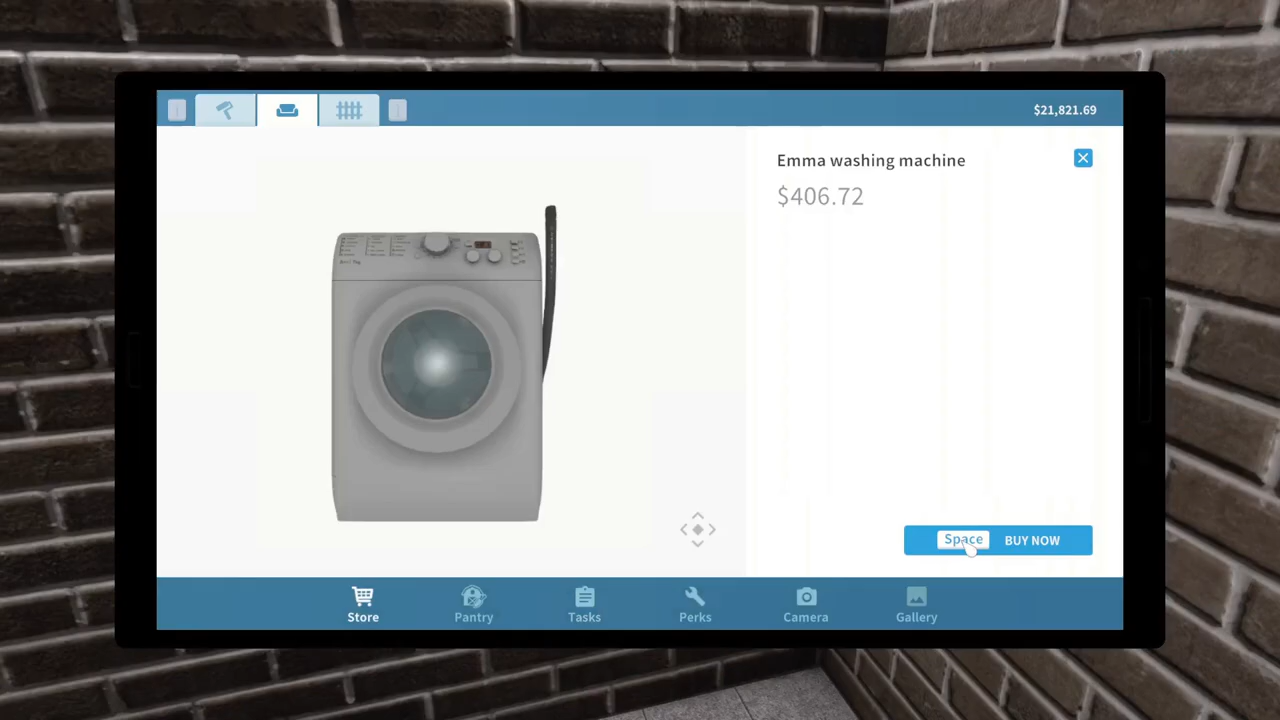 $21,821.69
Emma washing machine
$406.72
Space BUY NOW
Store Pantry Tasks Perks Camera Gallery